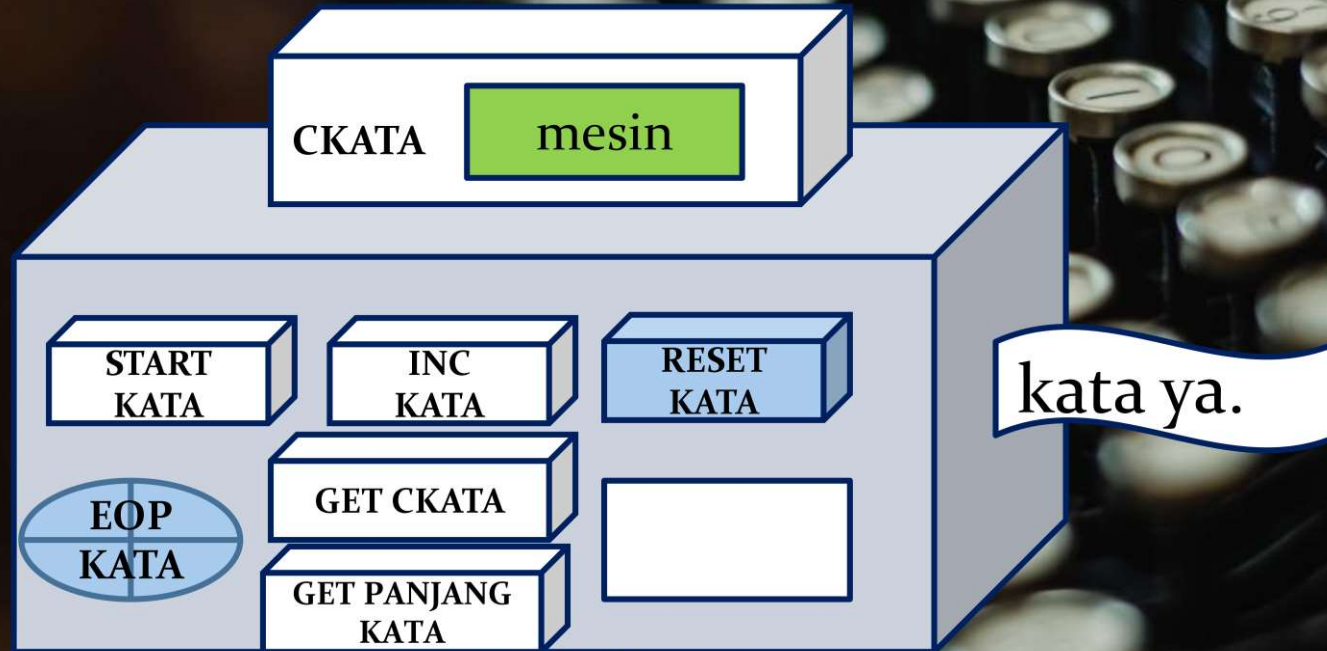 CKATA mesin
START
KATA
INC
KATA
RESET
KATA
kata ya.
EOP
KATA
GET CKATA
GET PANJANG
KATA